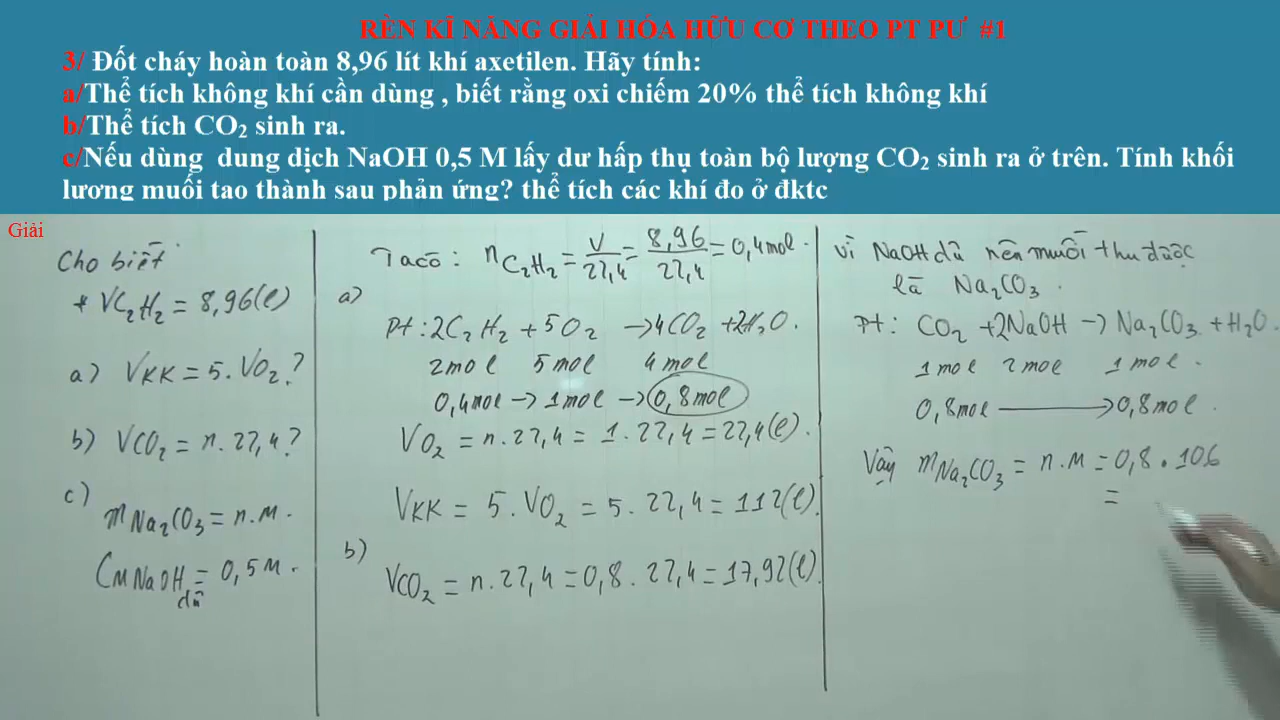 RÈN KĨ NĂNG GIẢI HÓA HỮU CƠ THEO PT PƯ #1
3/ Đốt cháy hoàn toàn 8,96 lít khí axetilen. Hãy tính:
a/Thể tích không khí cần dùng , biết rằng oxi chiếm 20% thể tích không khí
b/Thể tích CO₂ sinh ra.
c/Nếu dùng dung dịch NaOH 0,5 M lấy dư hấp thụ toàn bộ lượng CO₂ sinh ra ở trên. Tính khối
lượng muối tạo thành sau phản ứng? thể tích các khí đo ở đktc
Giải
Cho biết
* VC₂H₂ = 8,96(l)
a) VKK = 5.VO₂?
b) VCO₂ = n.22,4?
c) mNa₂CO₃ = n.M.
CMNaOH dư = 0,5M.
Ta có: nC₂H₂ = V/22,4 = 8,96/22,4 = 0,4mol.
a)
Pt: 2C₂H₂ + 5O₂ → 4CO₂ + 2H₂O.
2mol 5mol 4mol
0,4mol → 1mol → 0,8mol
VO₂ = n.22,4 = 1.22,4 = 22,4(l).
VKK = 5.VO₂ = 5.22,4 = 112(l).
b)
VCO₂ = n.22,4 = 0,8.22,4 = 17,92(l).
Vì NaOH dư nên muối thu được
là Na₂CO₃.
Pt: CO₂ + 2NaOH → Na₂CO₃ + H₂O.
1mol 2mol 1mol.
0,8mol → 0,8mol.
Vậy mNa₂CO₃ = n.M = 0,8.106
=